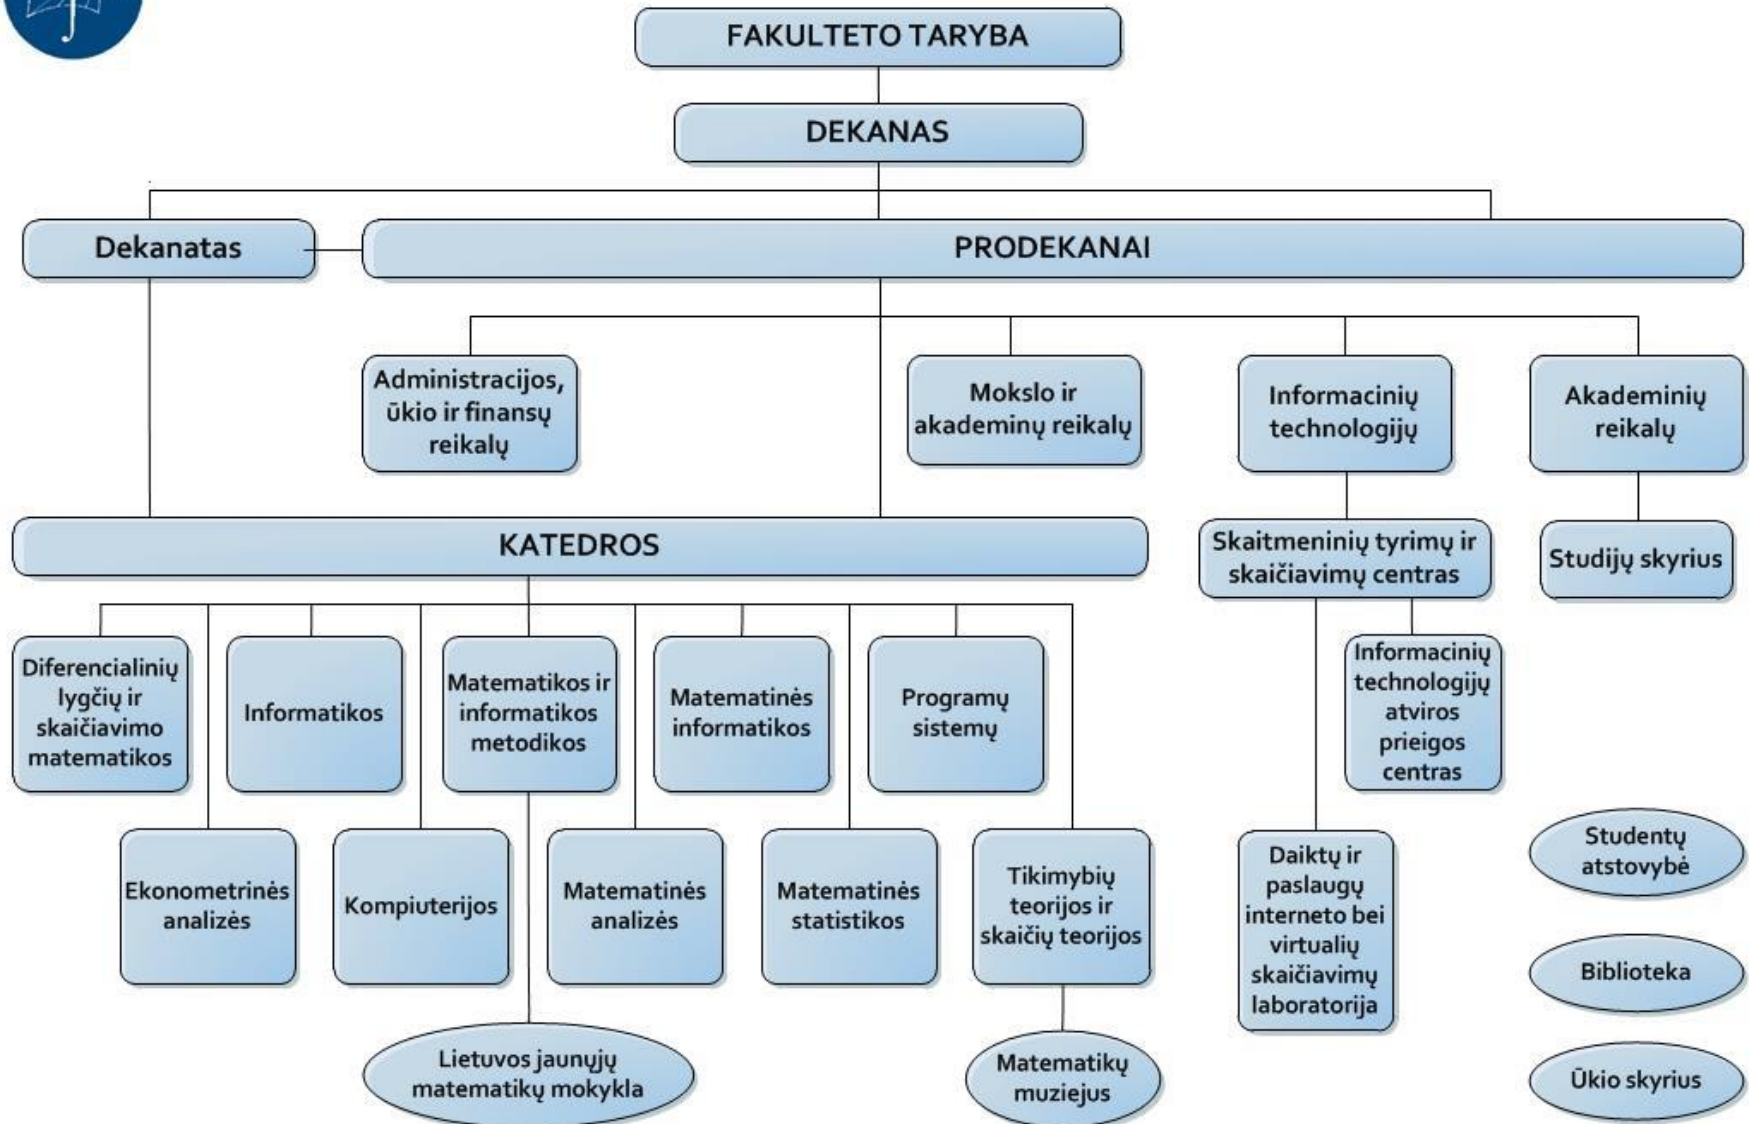 FAKULTETO TARYBA
DEKANAS
Dekanatas
PRODEKANAI
Administracijos,
ūkio ir finansų
reikalų
Mokslo ir
akademinų reikalų
Informacinių
technologijų
Akademinių
reikalų
KATEDROS
Skaitmeninių tyrimų ir
skaičiavimų centras
Studijų skyrius
Diferencialinių
lygčių ir
skaičiavimo
matematikos
Informatikos
Matematikos ir
informatikos
metodikos
Matematinės
informatikos
Programų
sistemų
Informacinių
technologijų
atviros
prieigos
centras
Ekonometrinės
analizės
Kompiuterijos
Matematinės
analizės
Matematinės
statistikos
Tikimybių
teorijos ir
skaičių teorijos
Daiktų ir
paslaugų
interneto bei
virtualių
skaičiavimų
laboratorija
Studentų
atstovybė
Biblioteka
Ūkio skyrius
Lietuvos jaunųjų
matematikų mokykla
Matematikų
muziejus